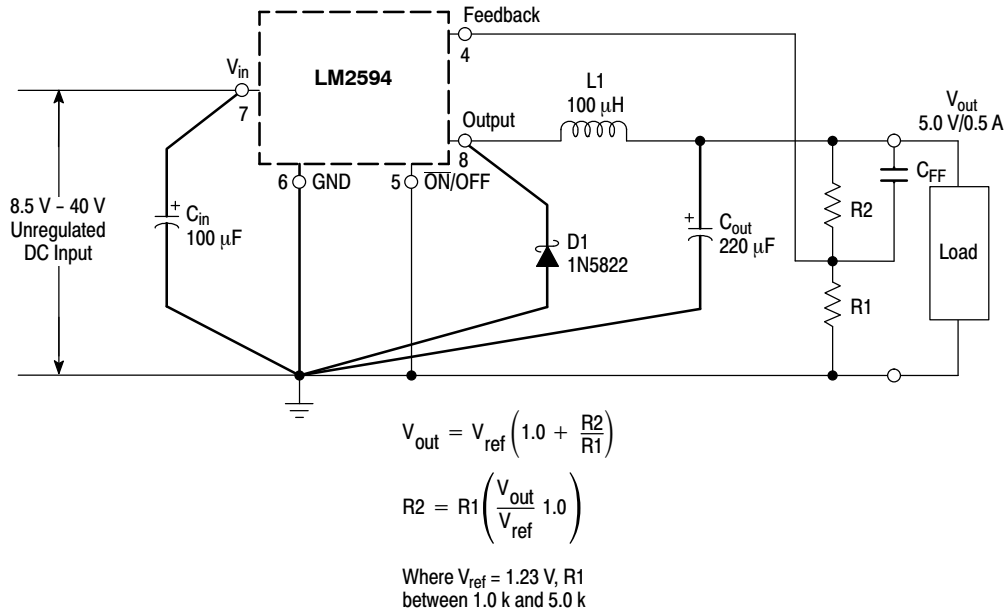 Feedback
4
V_in
7
LM2594
Output
8
L1
100 μH
V_out
5.0 V/0.5 A
6 GND
5 O̅N̅/OFF
C_FF
8.5 V – 40 V
Unregulated
DC Input
+
C_in
100 μF
D1
1N5822
+
C_out
220 μF
R2
R1
Load
V_out = V_ref (1.0 + R2/R1)
R2 = R1 (V_out/V_ref 1.0)
Where V_ref = 1.23 V, R1
between 1.0 k and 5.0 k